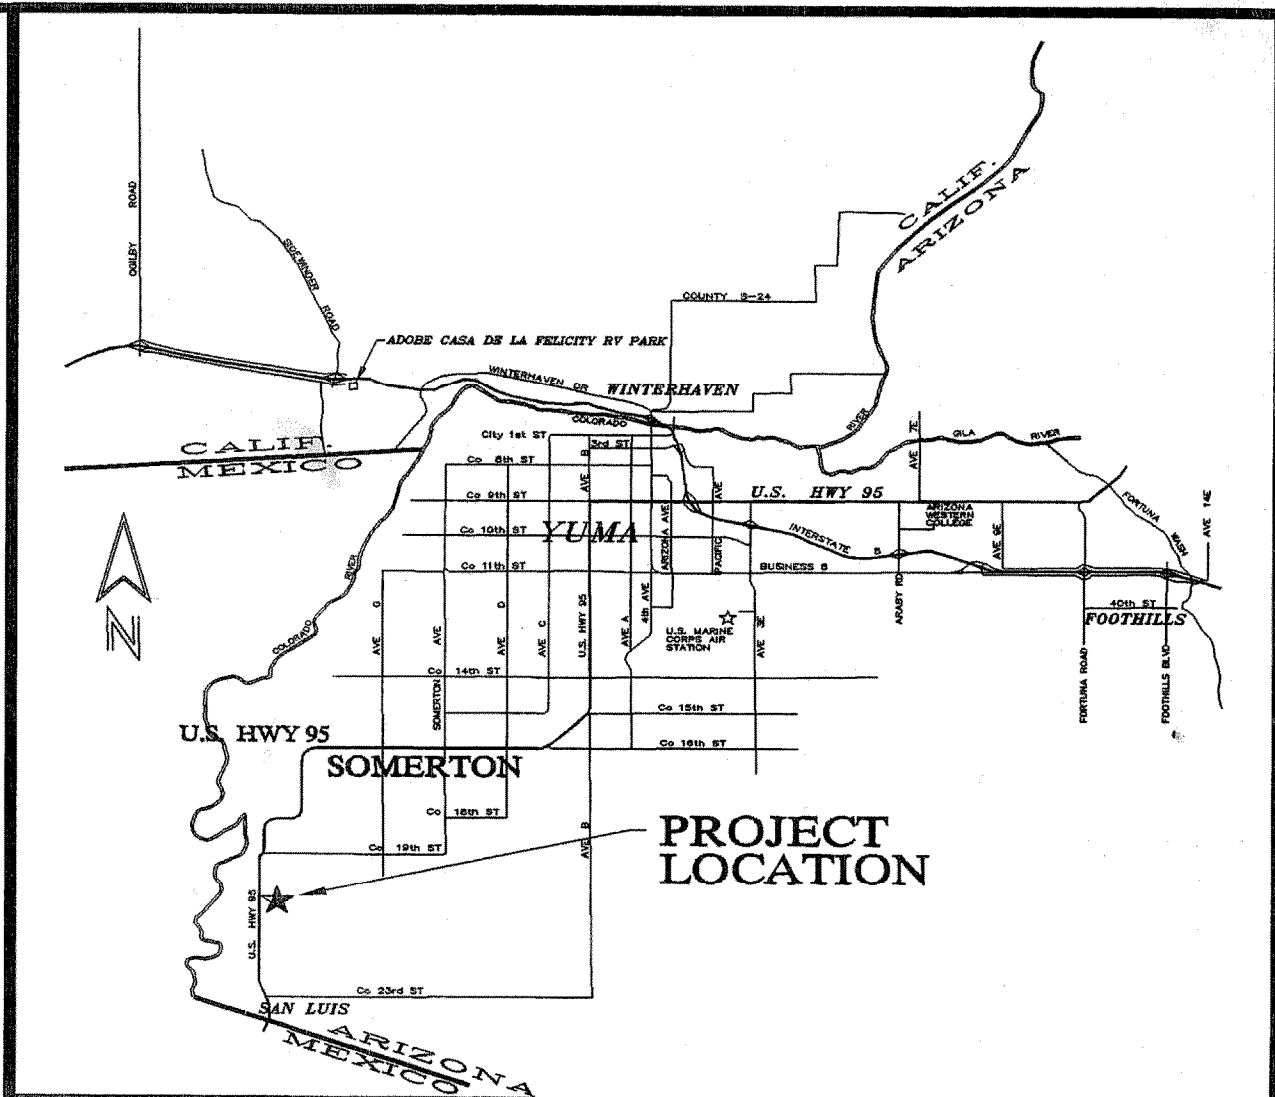 CALIF.
ARIZONA
OGILBY ROAD
SIDEWINDER ROAD
COUNTY S-24
ADOBE CASA DE LA FELICITY RV PARK
WINTERHAVEN DR
WINTERHAVEN
COLORADO
RIVER
AVE 7E
GILA RIVER
City 1st ST
3rd ST
CALIF.
MEXICO
Co 8th ST
AVE B
Co 9th ST
U.S. HWY 95
AVE
PACIFIC
ARIZONA AVE
ARIZONA
WESTERN
COLLEGE
FORTUNA WASH
AVE 14E
YUMA
Co 10th ST
INTERSTATE 8
AVE 9E
Co 11th ST
BUSINESS 8
ARABY RD
RIVER
COLORADO
N
AVE G
AVE
SOMERTON
AVE D
AVE C
U.S. HWY 95
AVE A
4th AVE
U.S. MARINE
CORPS AIR
STATION
AVE 3E
40th ST
FOOTHILLS
FORTUNA ROAD
FOOTHILLS BLVD
Co 14th ST
Co 15th ST
U.S. HWY 95
Co 16th ST
SOMERTON
Co 18th ST
AVE B
Co 19th ST
PROJECT
LOCATION
U.S. HWY 95
Co 23rd ST
SAN LUIS
ARIZONA
MEXICO